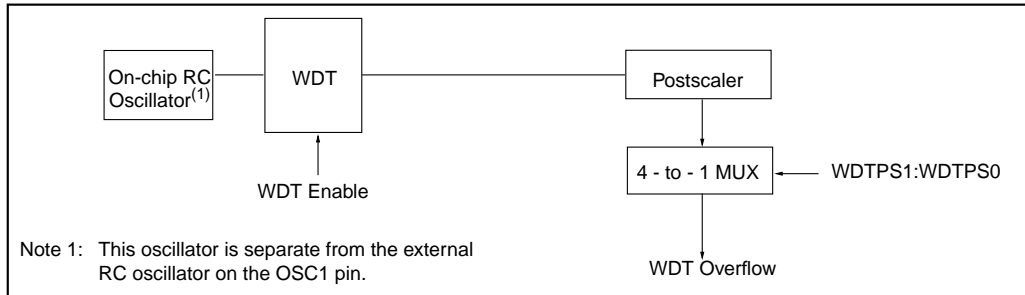 On-chip RC
Oscillator(1)
WDT
Postscaler
4 - to - 1 MUX
WDTPS1:WDTPS0
WDT Enable
WDT Overflow
Note 1: This oscillator is separate from the external
RC oscillator on the OSC1 pin.